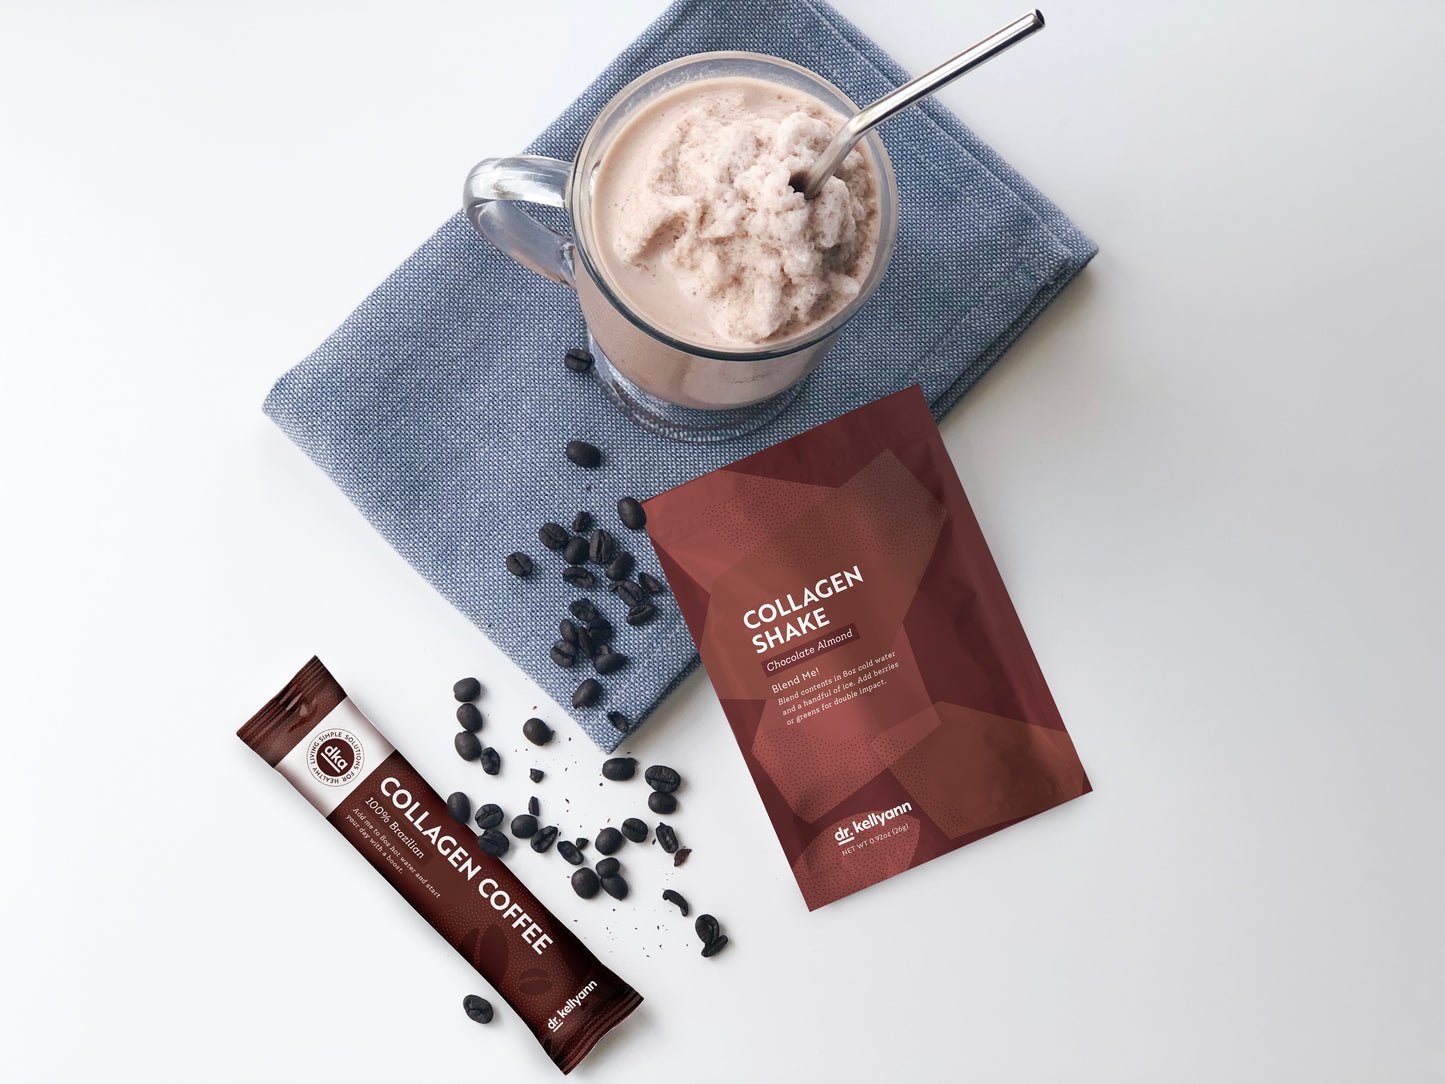 COLLAGEN
SHAKE
Chocolate Almond
Blend Me!
Blend contents in 8oz cold water
and a handful of ice. Add berries
or greens for double impact.
dr. kellyann
NET WT 0.92oz (26g)
SIMPLE SOLUTIONS FOR HEALTHY LIVING
dka
COLLAGEN COFFEE
100% Brazilian
Add me to 8oz hot water and start
your day with a boost.
dr. kellyann